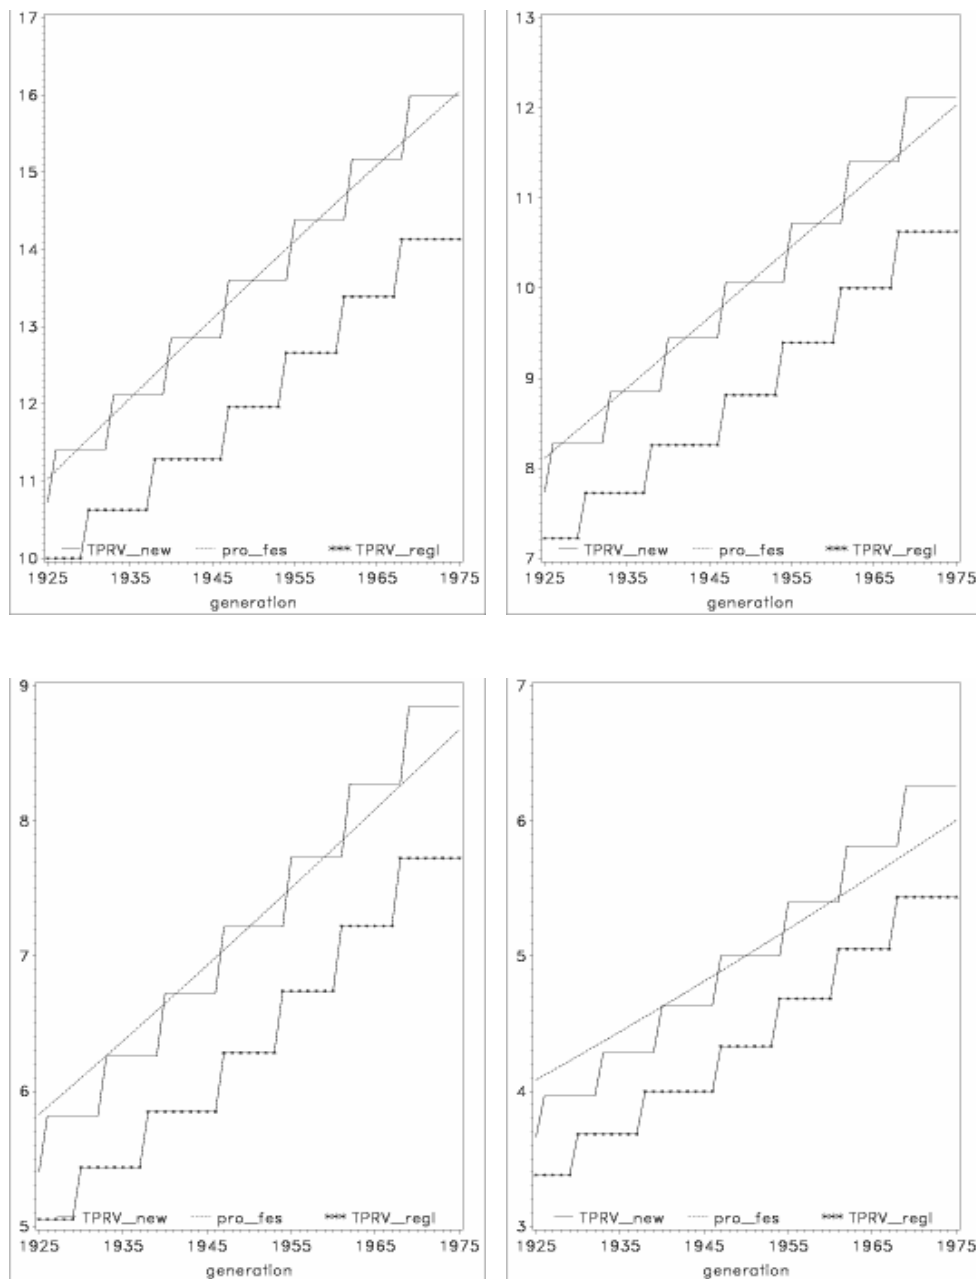 17
16
15
14
13
12
11
10
TPRV__new pro__fes TPRV__regl
1925 1935 1945 1955 1965 1975
generation
13
12
11
10
9
8
7
TPRV__new pro__fes TPRV__regl
1925 1935 1945 1955 1965 1975
generation
9
8
7
6
5
TPRV__new pro__fes TPRV__regl
1925 1935 1945 1955 1965 1975
generation
7
6
5
4
3
TPRV__new pro__fes TPRV__regl
1925 1935 1945 1955 1965 1975
generation